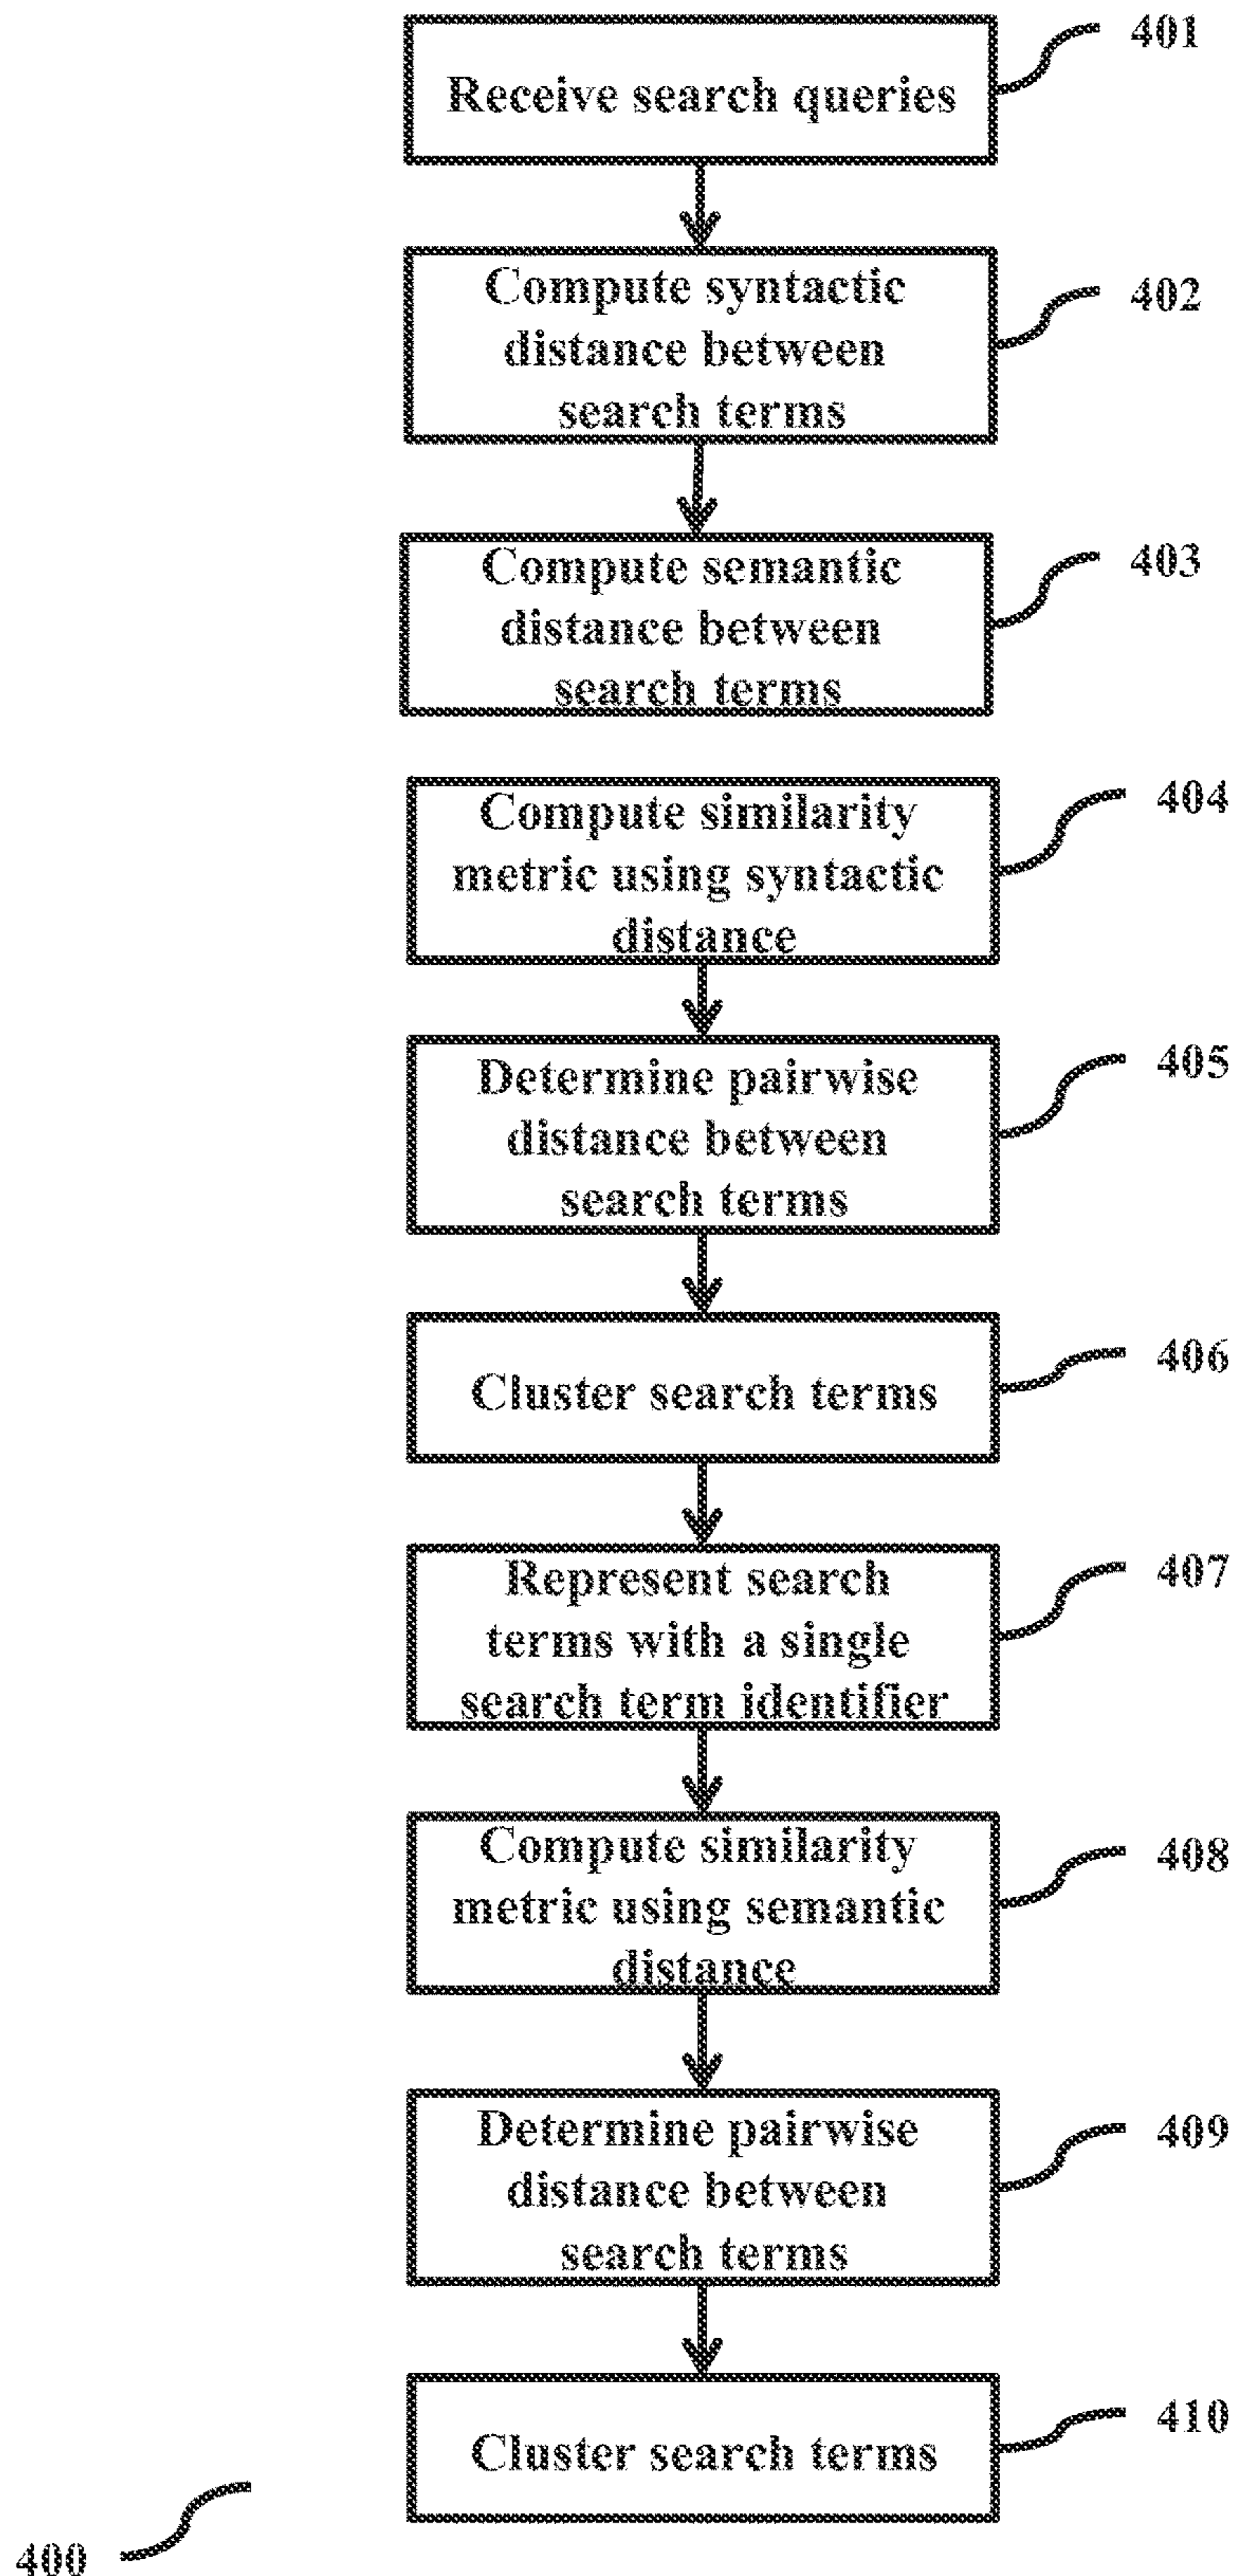 401
Receive search queries
Compute syntactic
402
distance between
search terms
Compute semantic
403
distance between
search terms
Compute similarity
404
metric using syntactic
distance
Determine pairwise
405
distance between
search terms
Cluster search terms
406
Represent search
407
terms with a single
search term identifier
Compute similarity
408
metric using semantic
distance
Determine pairwise
409
distance between
search terms
410
Cluster search terms
400